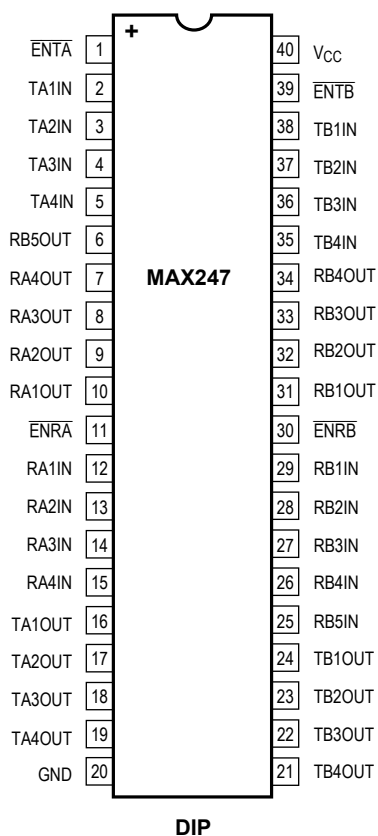 +
E̅N̅T̅A̅ 1 40 VCC
TA1IN 2 39 E̅N̅T̅B̅
TA2IN 3 38 TB1IN
TA3IN 4 37 TB2IN
TA4IN 5 36 TB3IN
RB5OUT 6 35 TB4IN
RA4OUT 7 MAX247 34 RB4OUT
RA3OUT 8 33 RB3OUT
RA2OUT 9 32 RB2OUT
RA1OUT 10 31 RB1OUT
E̅N̅R̅A̅ 11 30 E̅N̅R̅B̅
RA1IN 12 29 RB1IN
RA2IN 13 28 RB2IN
RA3IN 14 27 RB3IN
RA4IN 15 26 RB4IN
TA1OUT 16 25 RB5IN
TA2OUT 17 24 TB1OUT
TA3OUT 18 23 TB2OUT
TA4OUT 19 22 TB3OUT
GND 20 21 TB4OUT
DIP